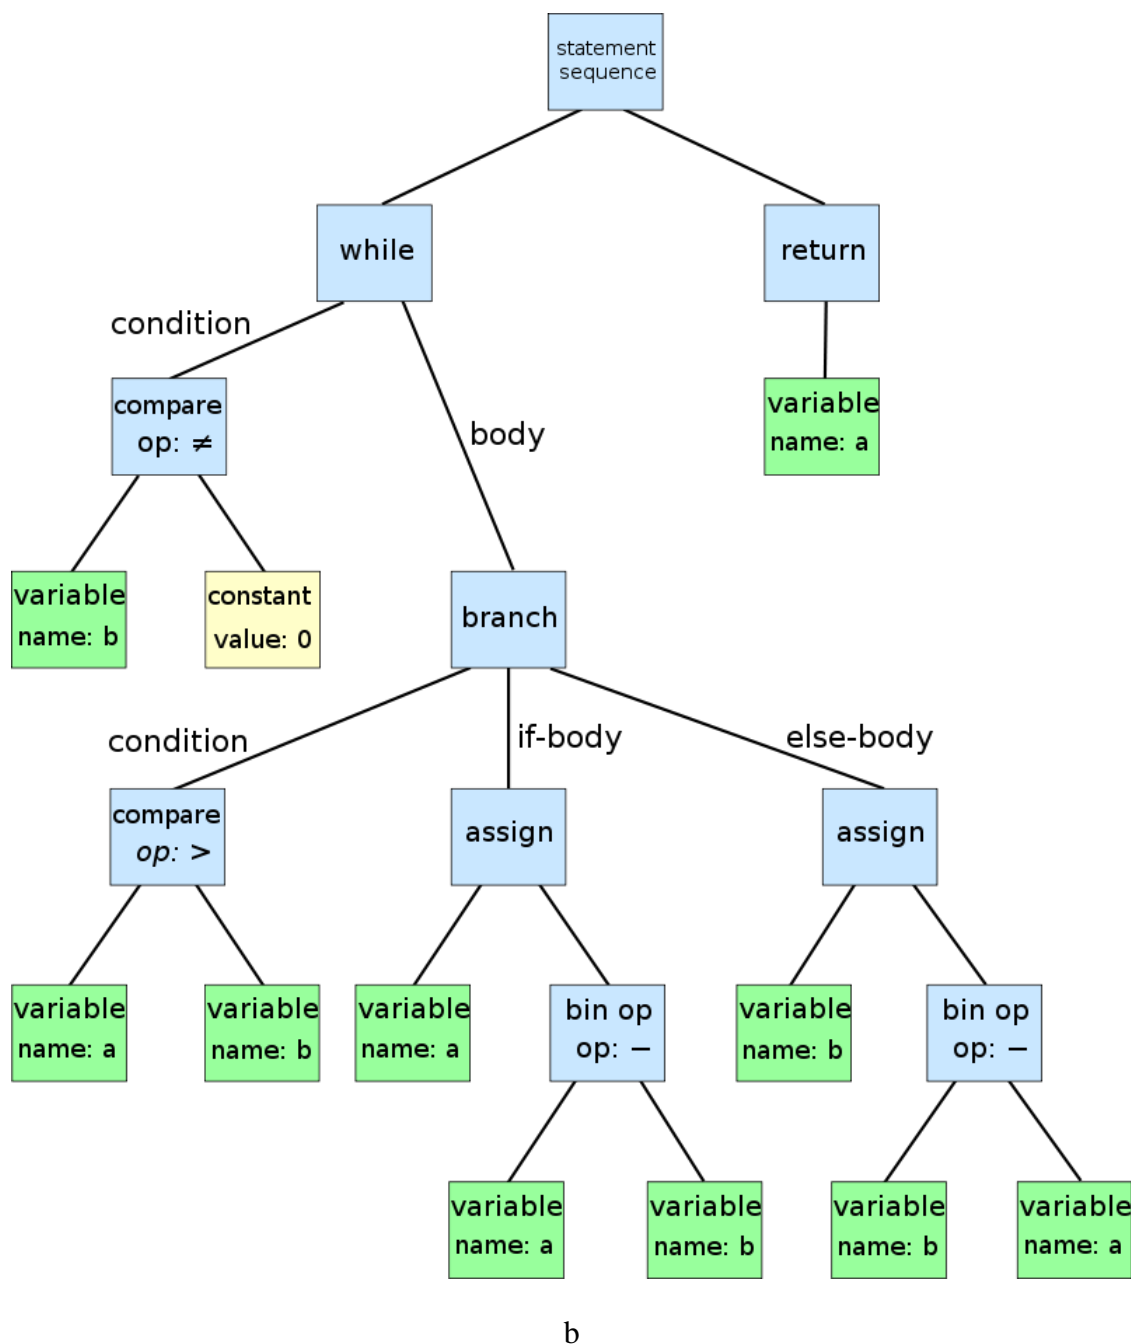 statement
sequence
while
return
condition
compare
op: ≠
body
variable
name: a
variable
name: b
constant
value: 0
branch
condition
if-body
else-body
compare
op: >
assign
assign
variable
name: a
variable
name: b
variable
name: a
bin op
op: −
variable
name: b
bin op
op: −
variable
name: a
variable
name: b
variable
name: b
variable
name: a
b